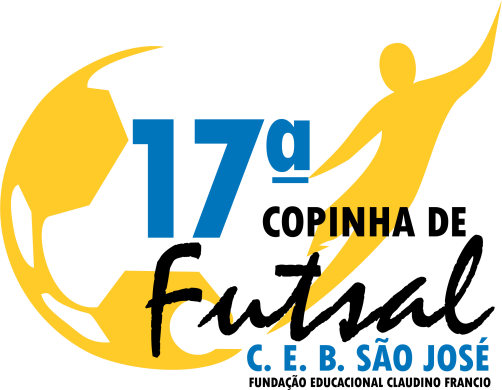 17ª
COPINHA DE
Futsal
C. E. B. SÃO JOSÉ
FUNDAÇÃO EDUCACIONAL CLAUDINO FRANCIO